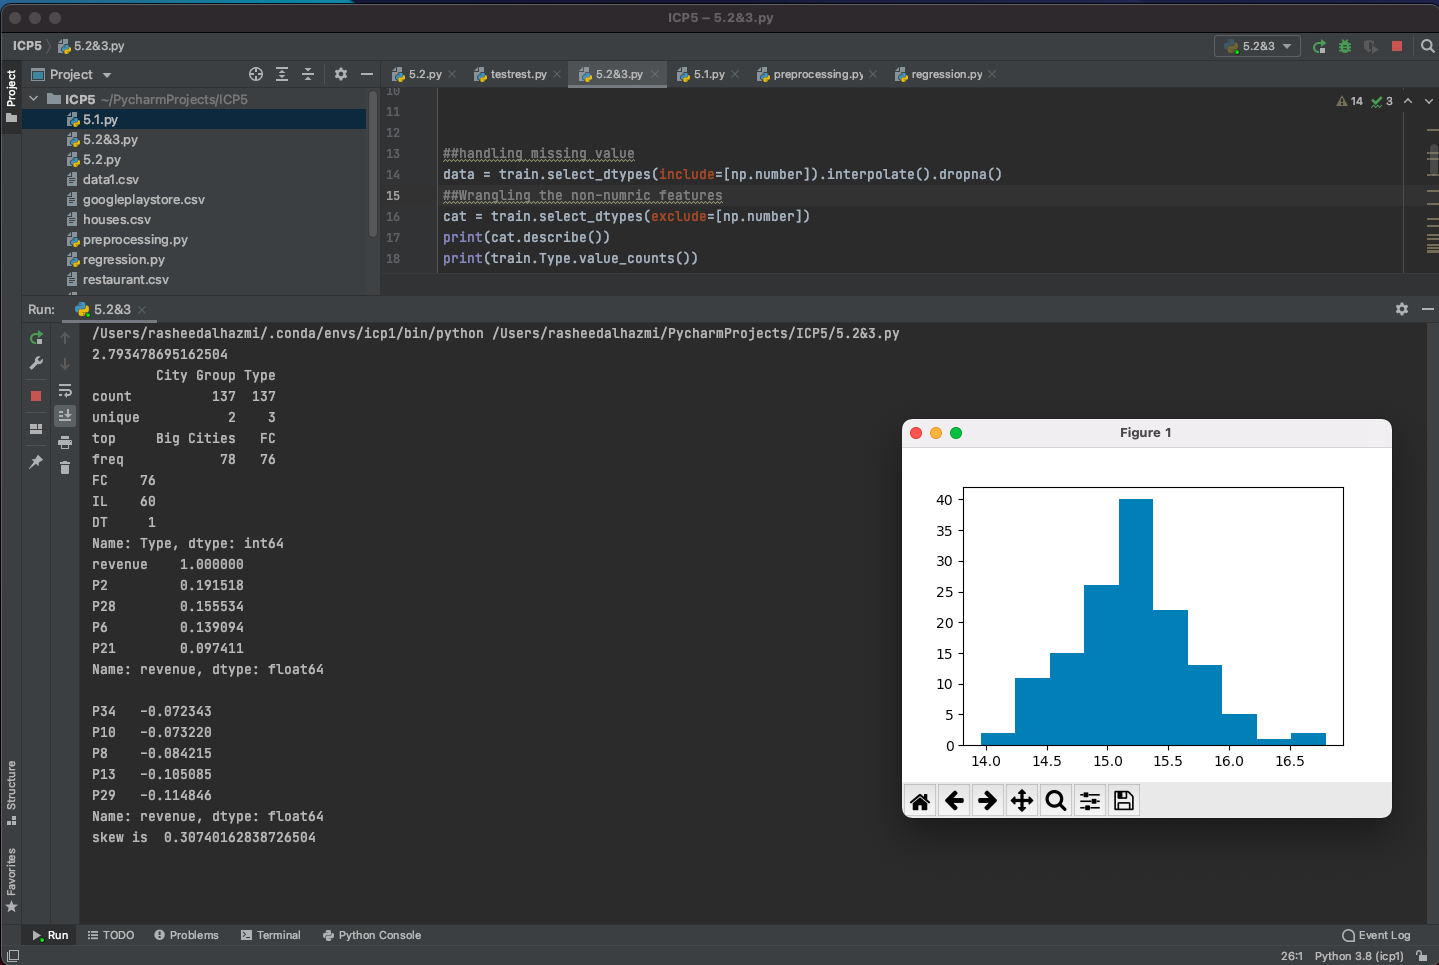 ICP5 – 5.2&3.py
ICP5 5.2&3.py
5.2&3
Project
Project
5.2.py
testrest.py
5.2&3.py
5.1.py
preprocessing.py
regression.py
ICP5 ~/PycharmProjects/ICP5
5.1.py
5.2&3.py
5.2.py
data1.csv
googleplaystore.csv
houses.csv
preprocessing.py
regression.py
restaurant.csv
14 3
10
11
12
13 ##handling missing value
14 data = train.select_dtypes(include=[np.number]).interpolate().dropna()
15 ##Wrangling the non-numric features
16 cat = train.select_dtypes(exclude=[np.number])
17 print(cat.describe())
18 print(train.Type.value_counts())
Run: 5.2&3
/Users/rasheedalhazmi/.conda/envs/icp1/bin/python /Users/rasheedalhazmi/PycharmProjects/ICP5/5.2&3.py
2.793478695162504
City Group Type
count 137 137
unique 2 3
top Big Cities FC
freq 78 76
FC 76
IL 60
DT 1
Name: Type, dtype: int64
revenue 1.000000
P2 0.191518
P28 0.155534
P6 0.139094
P21 0.097411
Name: revenue, dtype: float64
P34 -0.072343
P10 -0.073220
P8 -0.084215
P13 -0.105085
P29 -0.114846
Name: revenue, dtype: float64
skew is 0.30740162838726504
Figure 1
40
35
30
25
20
15
10
5
0
14.0 14.5 15.0 15.5 16.0 16.5
Structure
Favorites
Run TODO Problems Terminal Python Console Event Log
26:1 Python 3.8 (icp1)